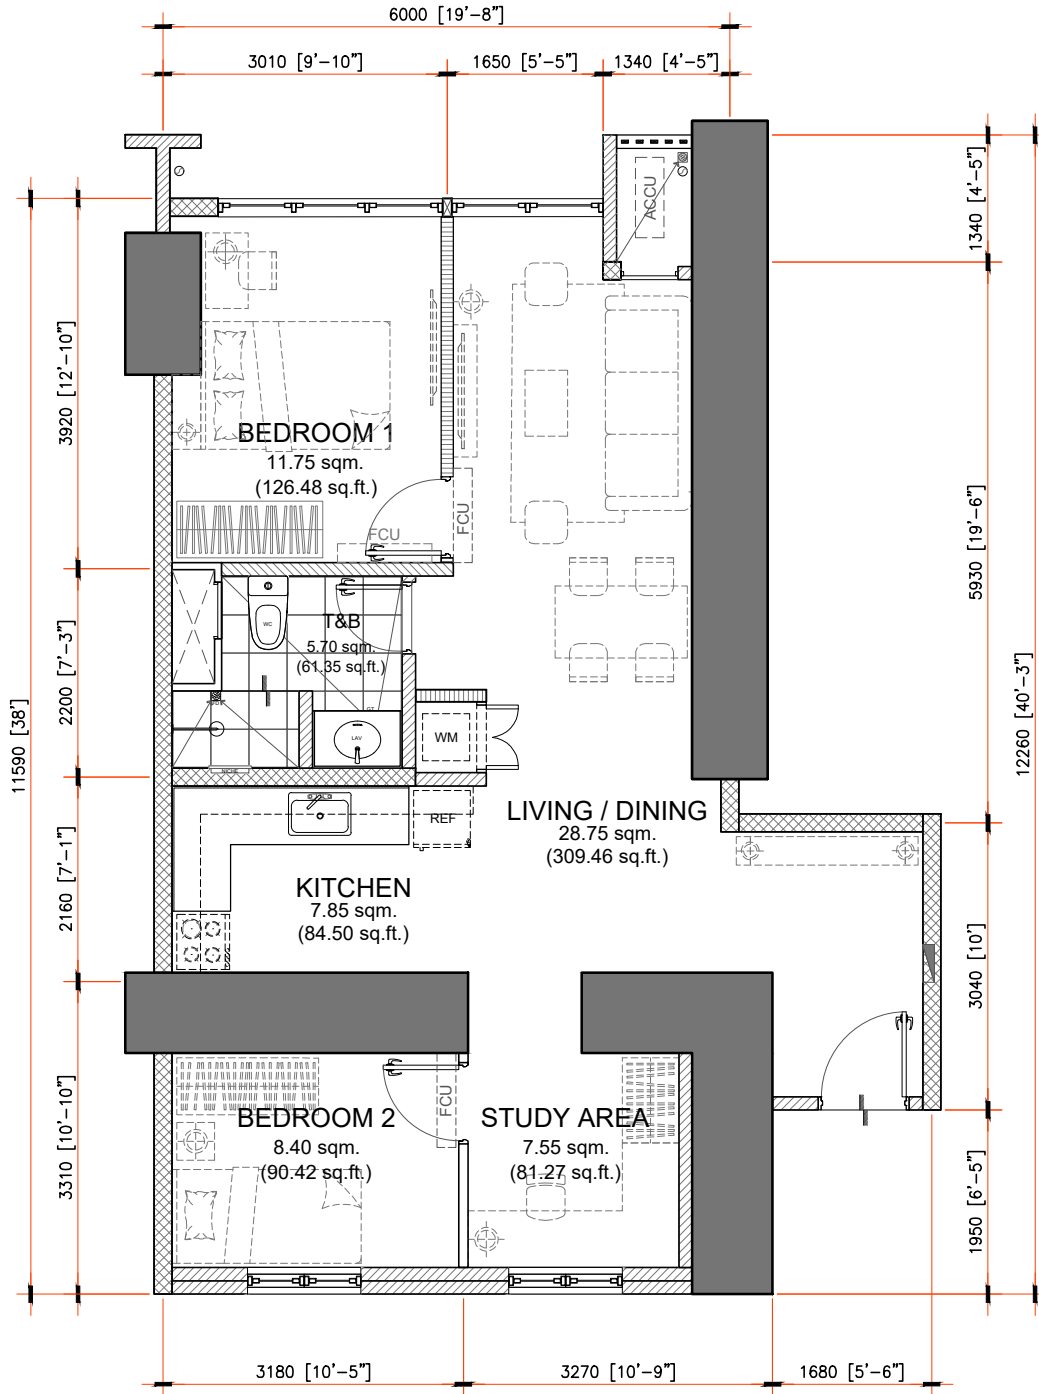 6000 [19'-8"]
3010 [9'-10"]
1650 [5'-5"]
1340 [4'-5"]
ACCU
1340 [4'-5"]
3920 [12'-10"]
BEDROOM 1
11.75 sqm.
(126.48 sq.ft.)
FCU
FCU
5930 [19'-6"]
WC
T&B
5.70 sqm.
(61.35 sq.ft.)
2200 [7'-3"]
11590 [38']
12260 [40'-3"]
LAV
WM
NICHE
REF
LIVING / DINING
28.75 sqm.
(309.46 sq.ft.)
2160 [7'-1"]
KITCHEN
7.85 sqm.
(84.50 sq.ft.)
3040 [10']
3310 [10'-10"]
BEDROOM 2
8.40 sqm.
(90.42 sq.ft.)
FCU
STUDY AREA
7.55 sqm.
(81.27 sq.ft.)
1950 [6'-5"]
3180 [10'-5"]
3270 [10'-9"]
1680 [5'-6"]